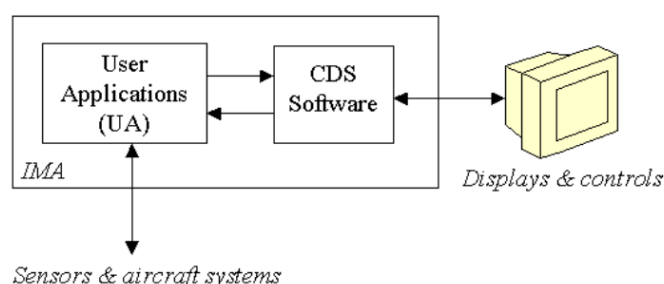 User
Applications
(UA)
CDS
Software
IMA
Displays & controls
Sensors & aircraft systems